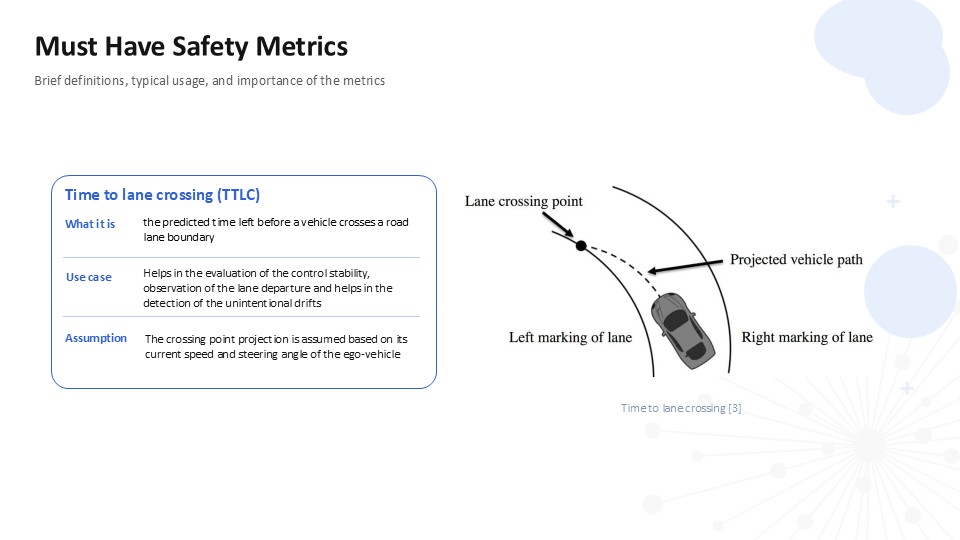 Must Have Safety Metrics
Brief definitions, typical usage, and importance of the metrics
Time to lane crossing (TTLC)
What it is
the predicted time left before a vehicle crosses a road
lane boundary
Use case
Helps in the evaluation of the control stability,
observation of the lane departure and helps in the
detection of the unintentional drifts
Assumption
The crossing point projection is assumed based on its
current speed and steering angle of the ego-vehicle
Lane crossing point
Projected vehicle path
Left marking of lane
Right marking of lane
Time to lane crossing [3]